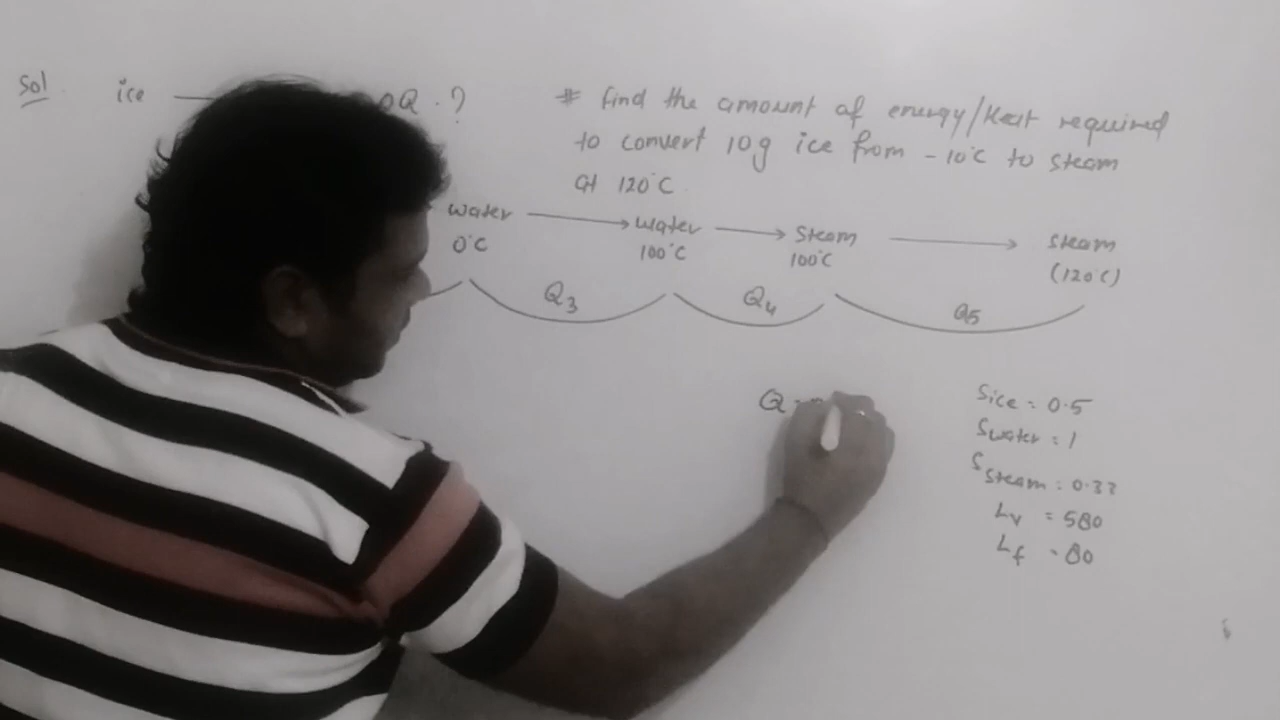 Sol
ice Q . ?
# find the amount of energy/Heat required
to convert 10g ice from -10°C to steam
at 120°C.
water → water → Steam → Steam
0°C 100°C 100°C (120°C)
Q3 Q4 Q5
Q
Sice = 0.5
Swater = 1
Ssteam = 0.33
Lv = 580
Lf = 80